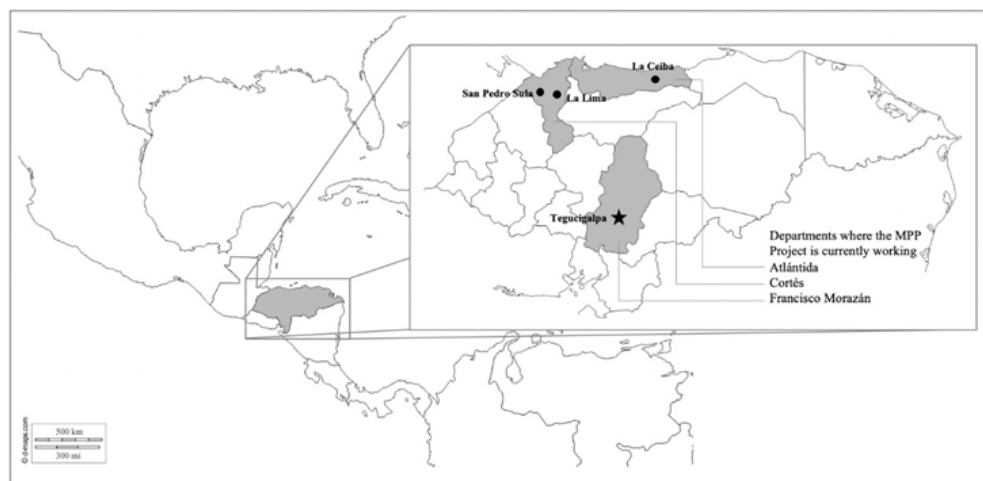 La Ceiba
San Pedro Sula
La Lima
Tegucigalpa
Departments where the MPP
Project is currently working
Atlántida
Cortés
Francisco Morazán
500 km
300 mi
© d-maps.com